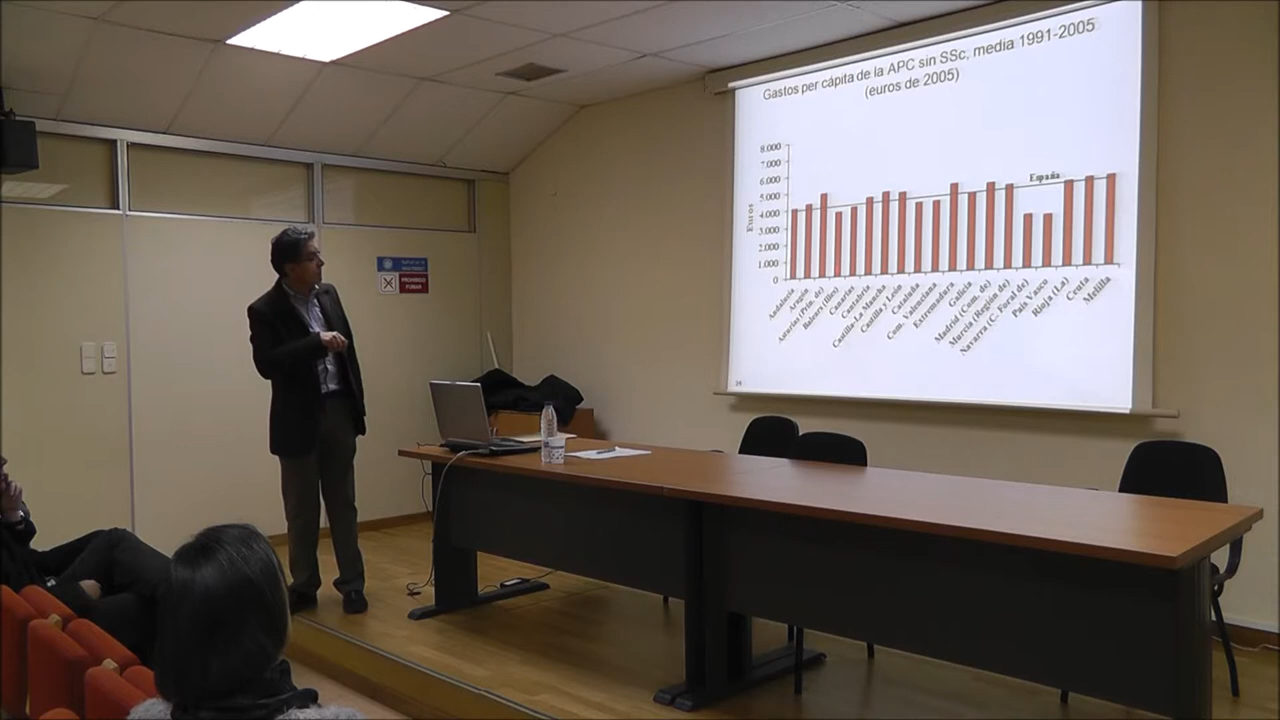 Gastos per cápita de la APC sin SSc, media 1991-2005
(euros de 2005)
8.000
7.000
6.000
5.000
4.000
3.000
2.000
1.000
0
Euros
España
Andalucía
Aragón
Asturias (Prin. de)
Balears (Illes)
Canarias
Cantabria
Castilla-La Mancha
Castilla y León
Cataluña
Com. Valenciana
Extremadura
Galicia
Madrid (Com. de)
Murcia (Región de)
Navarra (C. Foral de)
País Vasco
Rioja (La)
Ceuta
Melilla
PROHIBIDO
FUMAR